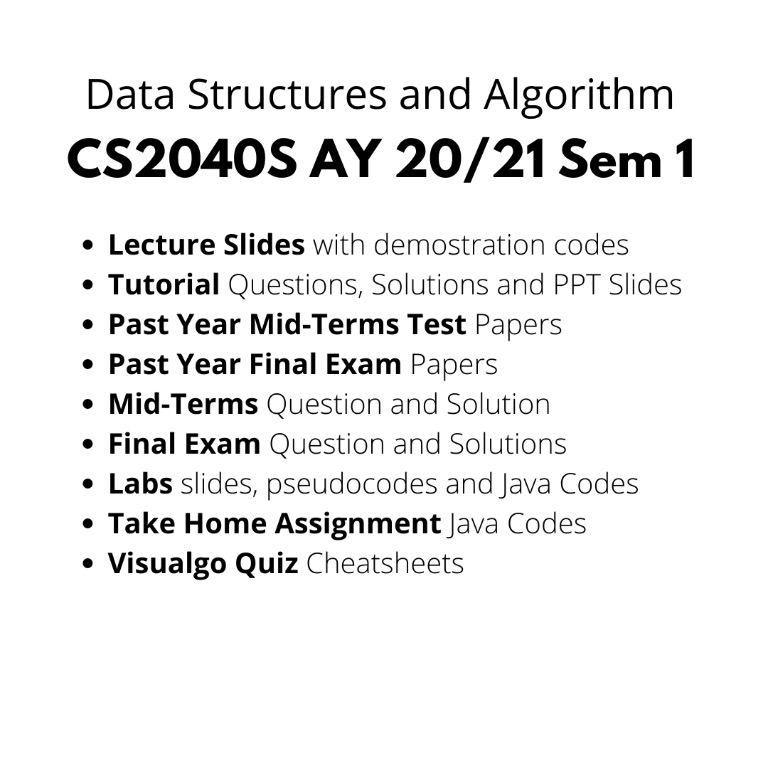 Data Structures and Algorithm
CS2040S AY 20/21 Sem 1
• Lecture Slides with demostration codes
• Tutorial Questions, Solutions and PPT Slides
• Past Year Mid-Terms Test Papers
• Past Year Final Exam Papers
• Mid-Terms Question and Solution
• Final Exam Question and Solutions
• Labs slides, pseudocodes and Java Codes
• Take Home Assignment Java Codes
• Visualgo Quiz Cheatsheets